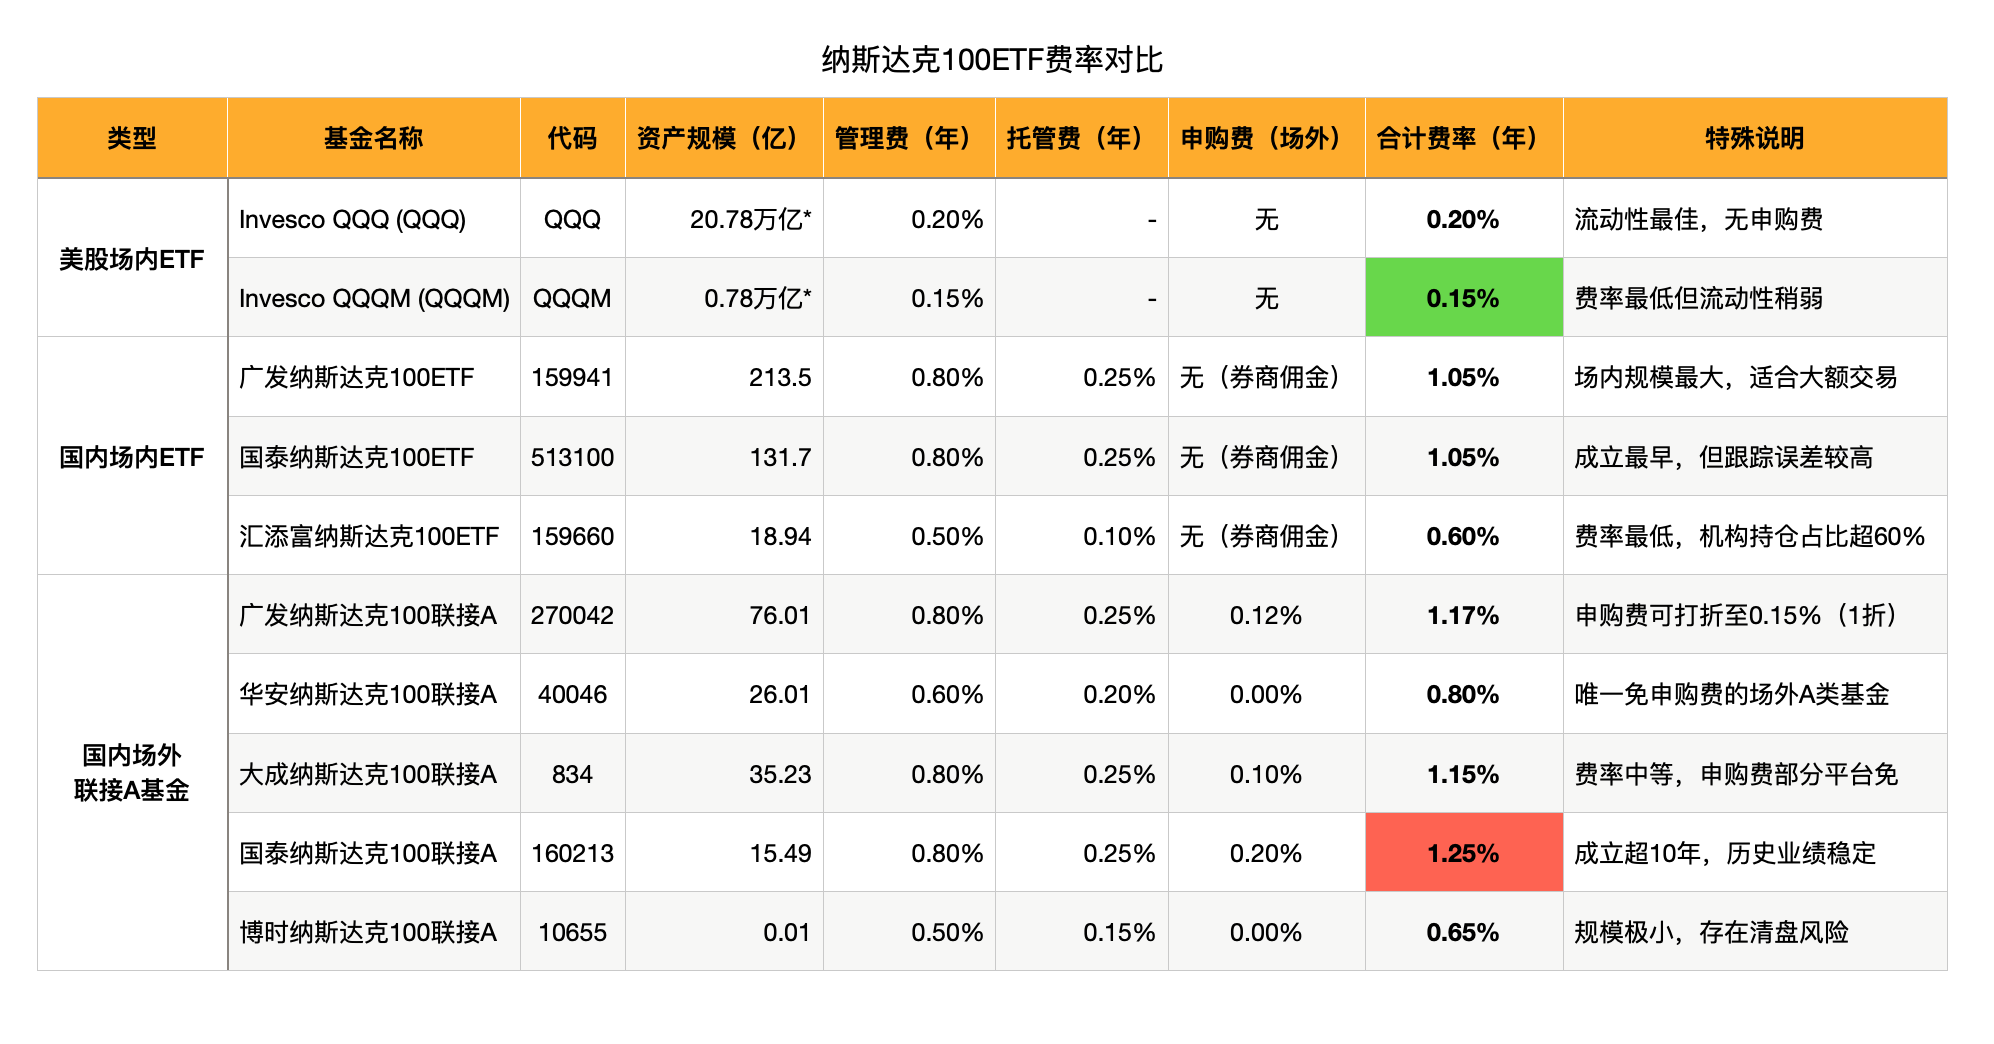 纳斯达克100ETF费率对比
类型 基金名称 代码 资产规模（亿） 管理费（年） 托管费（年） 申购费（场外） 合计费率（年） 特殊说明
美股场内ETF
Invesco QQQ (QQQ) QQQ 20.78万亿* 0.20% - 无 0.20% 流动性最佳，无申购费
Invesco QQQM (QQQM) QQQM 0.78万亿* 0.15% - 无 0.15% 费率最低但流动性稍弱
国内场内ETF
广发纳斯达克100ETF 159941 213.5 0.80% 0.25% 无（券商佣金） 1.05% 场内规模最大，适合大额交易
国泰纳斯达克100ETF 513100 131.7 0.80% 0.25% 无（券商佣金） 1.05% 成立最早，但跟踪误差较高
汇添富纳斯达克100ETF 159660 18.94 0.50% 0.10% 无（券商佣金） 0.60% 费率最低，机构持仓占比超60%
国内场外
联接A基金
广发纳斯达克100联接A 270042 76.01 0.80% 0.25% 0.12% 1.17% 申购费可打折至0.15%（1折）
华安纳斯达克100联接A 40046 26.01 0.60% 0.20% 0.00% 0.80% 唯一免申购费的场外A类基金
大成纳斯达克100联接A 834 35.23 0.80% 0.25% 0.10% 1.15% 费率中等，申购费部分平台免
国泰纳斯达克100联接A 160213 15.49 0.80% 0.25% 0.20% 1.25% 成立超10年，历史业绩稳定
博时纳斯达克100联接A 10655 0.01 0.50% 0.15% 0.00% 0.65% 规模极小，存在清盘风险